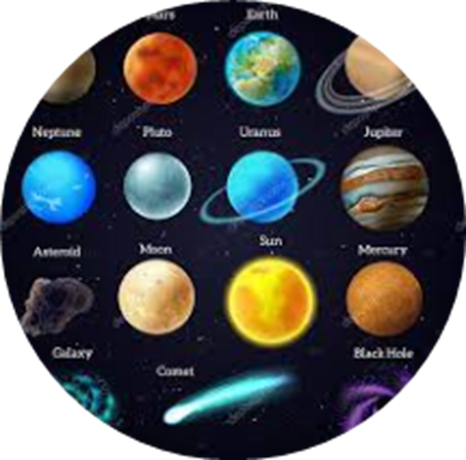 Mars Earth
Neptune Pluto Uranus Jupiter
Asteroid Moon Sun Mercury
Galaxy Comet Black Hole